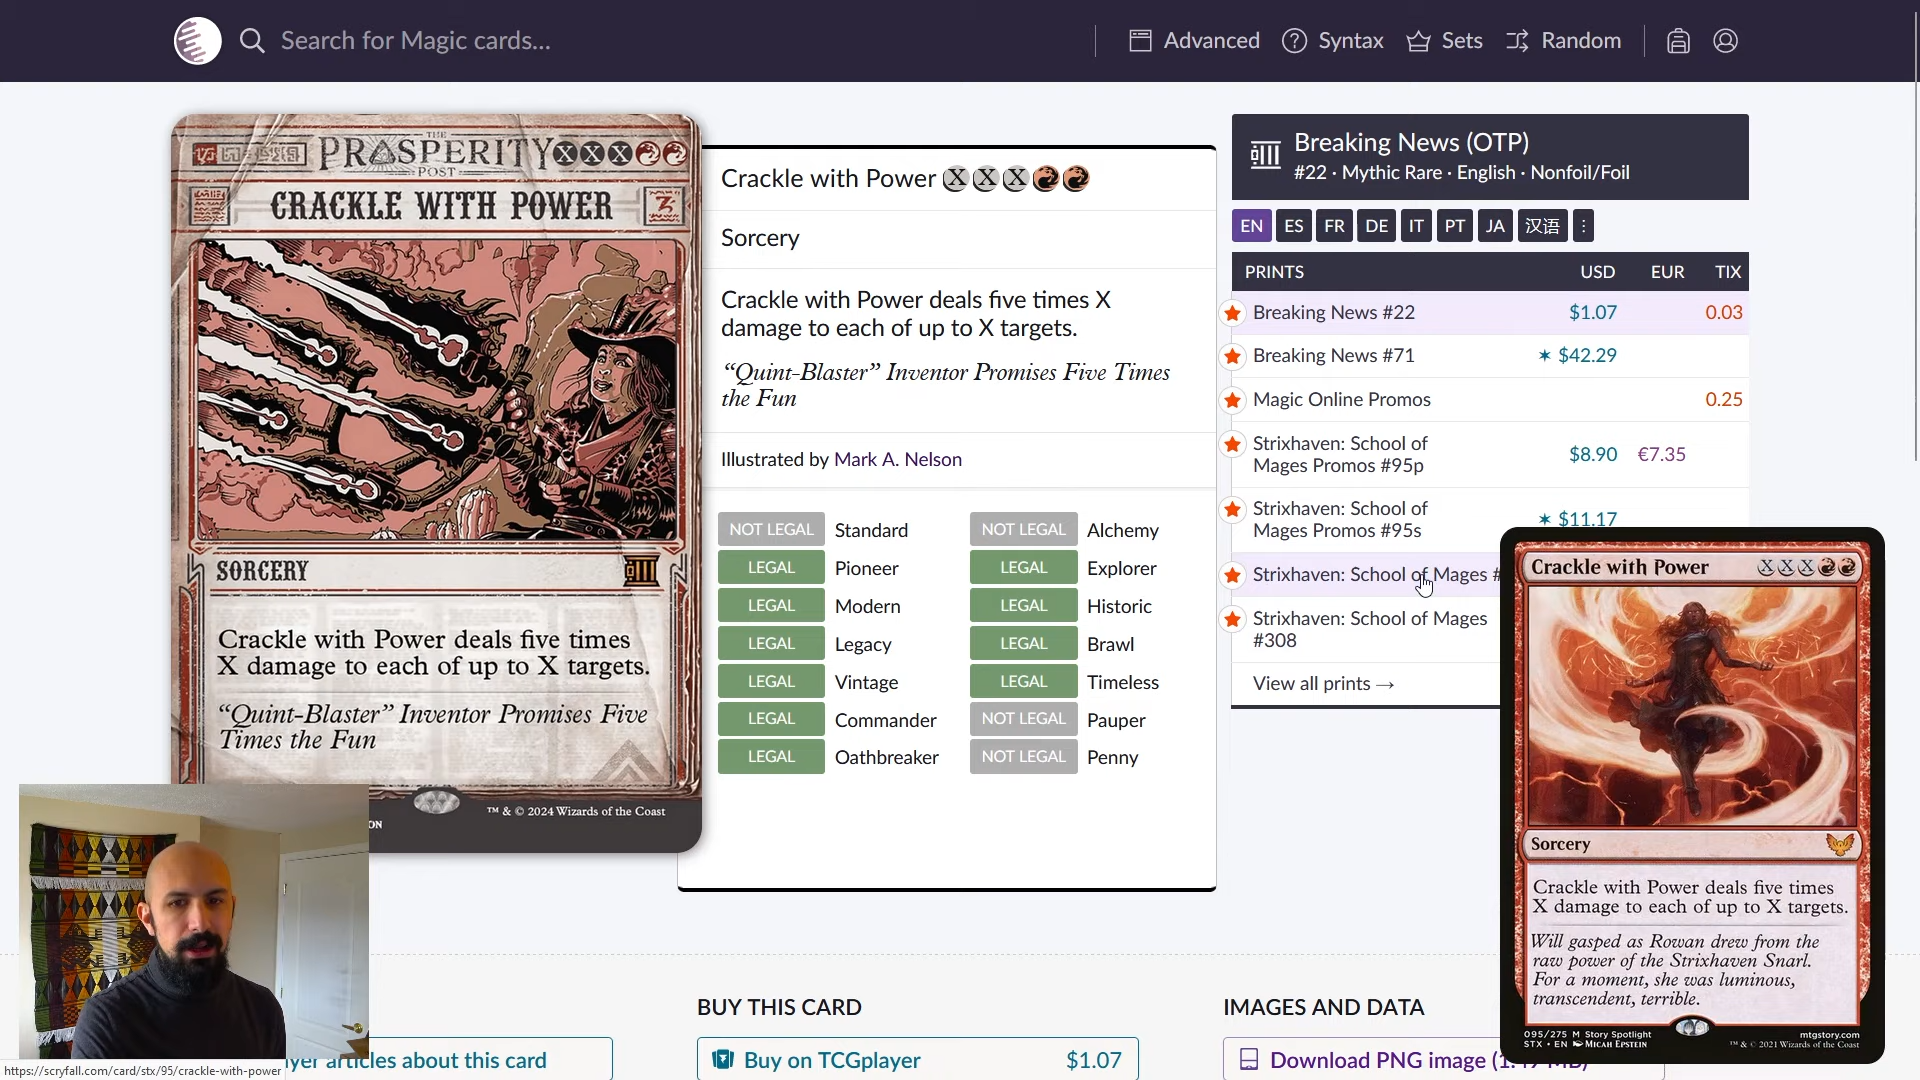 Search for Magic cards...
Advanced
Syntax
Sets
Random
THE
PROSPERITY XXX
POST
CRACKLE WITH POWER
SORCERY
Crackle with Power deals five times
X damage to each of up to X targets.
“Quint-Blaster” Inventor Promises Five
Times the Fun
ON
™ & © 2024 Wizards of the Coast
Crackle with Power XXX
Sorcery
Crackle with Power deals five times X
damage to each of up to X targets.
“Quint-Blaster” Inventor Promises Five Times
the Fun
Illustrated by Mark A. Nelson
NOT LEGAL Standard NOT LEGAL Alchemy
LEGAL Pioneer LEGAL Explorer
LEGAL Modern LEGAL Historic
LEGAL Legacy LEGAL Brawl
LEGAL Vintage LEGAL Timeless
LEGAL Commander NOT LEGAL Pauper
LEGAL Oathbreaker NOT LEGAL Penny
Breaking News (OTP)
#22 · Mythic Rare · English · Nonfoil/Foil
EN ES FR DE IT PT JA 汉语
PRINTS USD EUR TIX
Breaking News #22 $1.07 0.03
Breaking News #71 $42.29
Magic Online Promos 0.25
Strixhaven: School of
Mages Promos #95p $8.90 €7.35
Strixhaven: School of
Mages Promos #95s $11.17
Strixhaven: School of Mages #
Strixhaven: School of Mages
#308
View all prints →
Crackle with Power XXX
Sorcery
Crackle with Power deals five times
X damage to each of up to X targets.
Will gasped as Rowan drew from the
raw power of the Strixhaven Snarl.
For a moment, she was luminous,
transcendent, terrible.
095/275 M Story Spotlight mtgstory.com
STX • EN MICAH EPSTEIN ™ & © 2021 Wizards of the Coast
BUY THIS CARD
Buy on TCGplayer $1.07
IMAGES AND DATA
Download PNG image
yer articles about this card
https://scryfall.com/card/stx/95/crackle-with-power